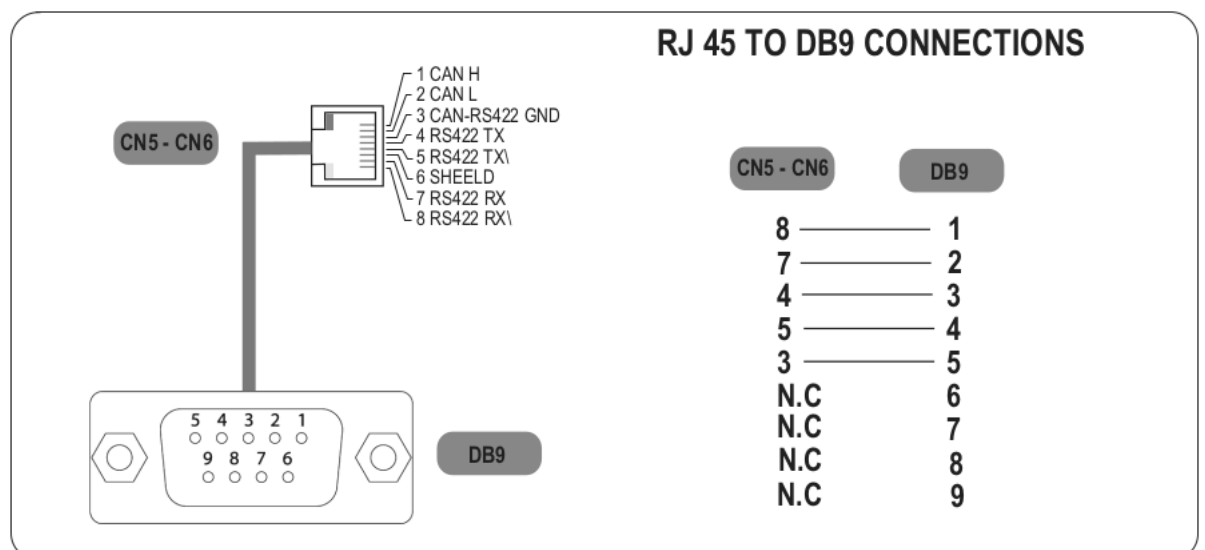 RJ 45 TO DB9 CONNECTIONS
CN5 - CN6
1 CAN H
2 CAN L
3 CAN-RS422 GND
4 RS422 TX
5 RS422 TX\
6 SHEELD
7 RS422 RX
8 RS422 RX\
5 4 3 2 1
9 8 7 6
DB9
CN5 - CN6 DB9
8 1
7 2
4 3
5 4
3 5
N.C 6
N.C 7
N.C 8
N.C 9